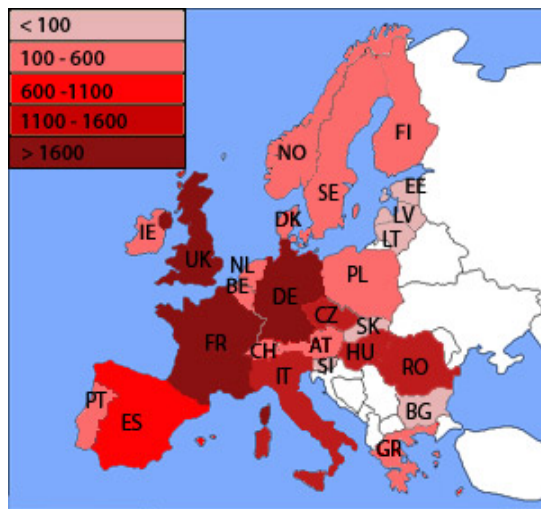 < 100
100 - 600
600 -1100
1100 - 1600
> 1600
FI
NO
SE
EE
LV
LT
DK
IE
UK
NL
BE
DE
PL
CZ
SK
FR
CH
AT
HU
RO
SI
IT
BG
PT
ES
GR